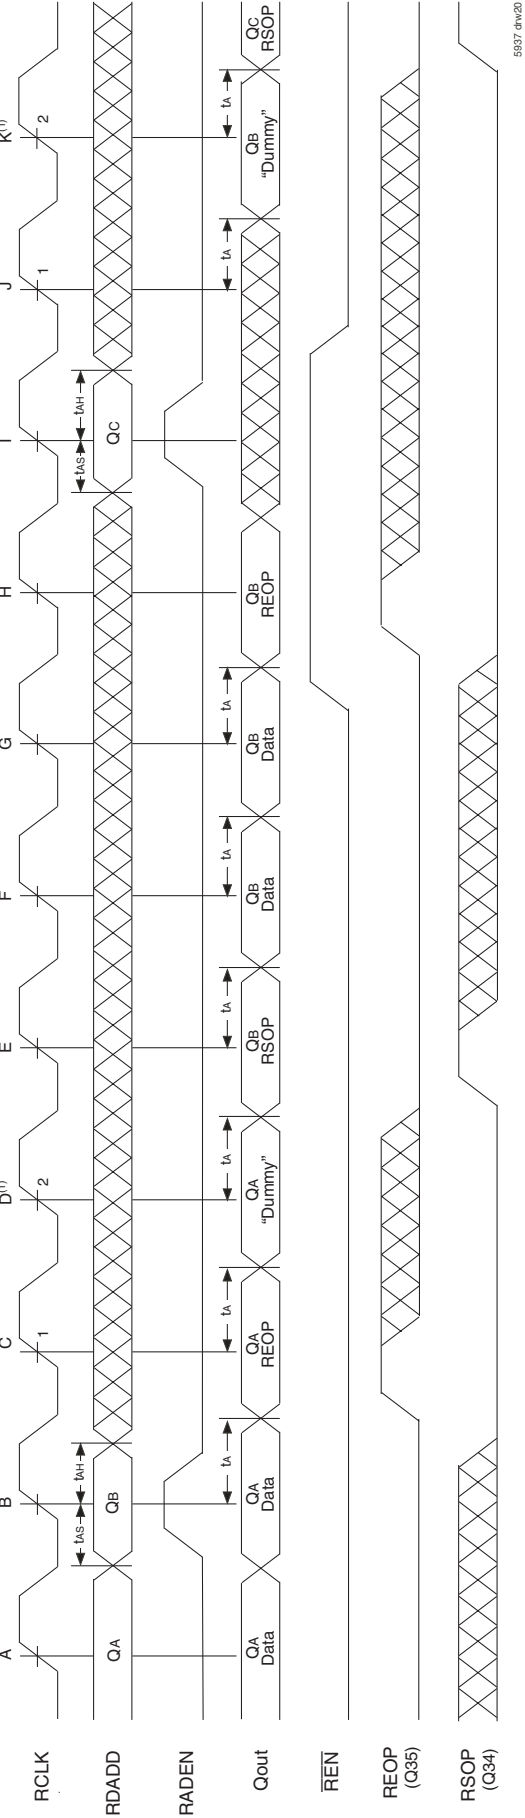 A B C D(1) E F G H I J K(1)
RCLK 1 2 1 2
RDADD QA tAS QB tAH tAS QC tAH
RADEN
Qout
QA Data
tA
QA Data
tA
QA REOP
tA
QA "Dummy"
tA
QB RSOP
tA
QB Data
tA
QB Data
tA
QB REOP
tA
QB "Dummy"
tA
QC RSOP
REN
REOP
(Q35)
RSOP
(Q34)
5937 drw20